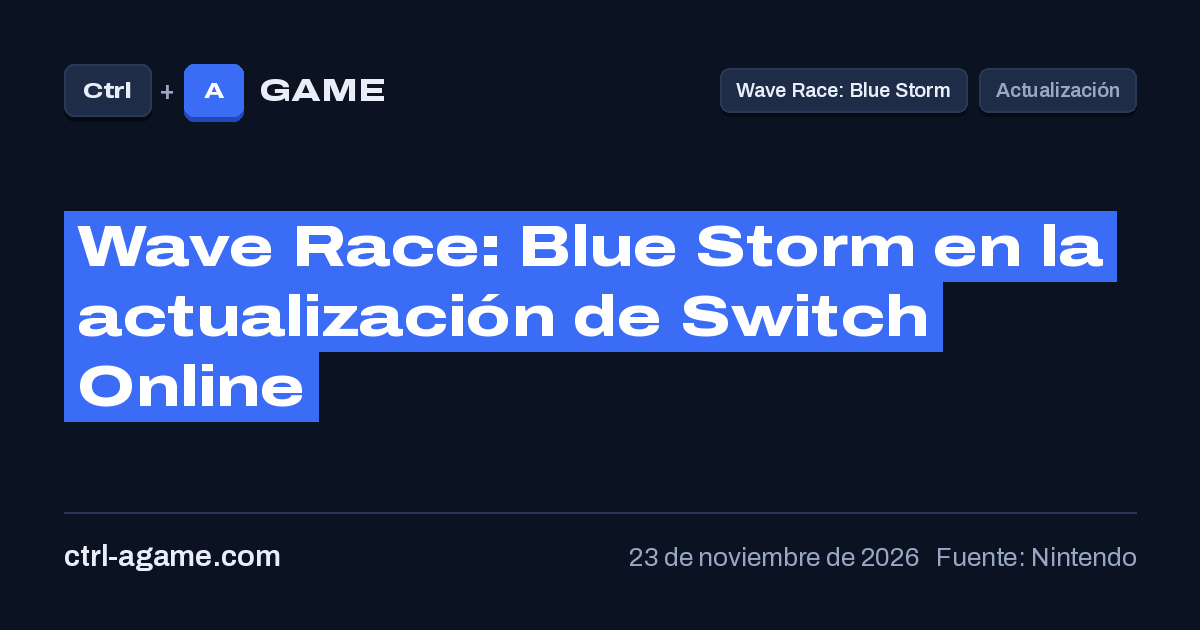 Ctrl + A GAME
Wave Race: Blue Storm
Actualización
Wave Race: Blue Storm en la
actualización de Switch
Online
ctrl-agame.com
23 de noviembre de 2026 Fuente: Nintendo